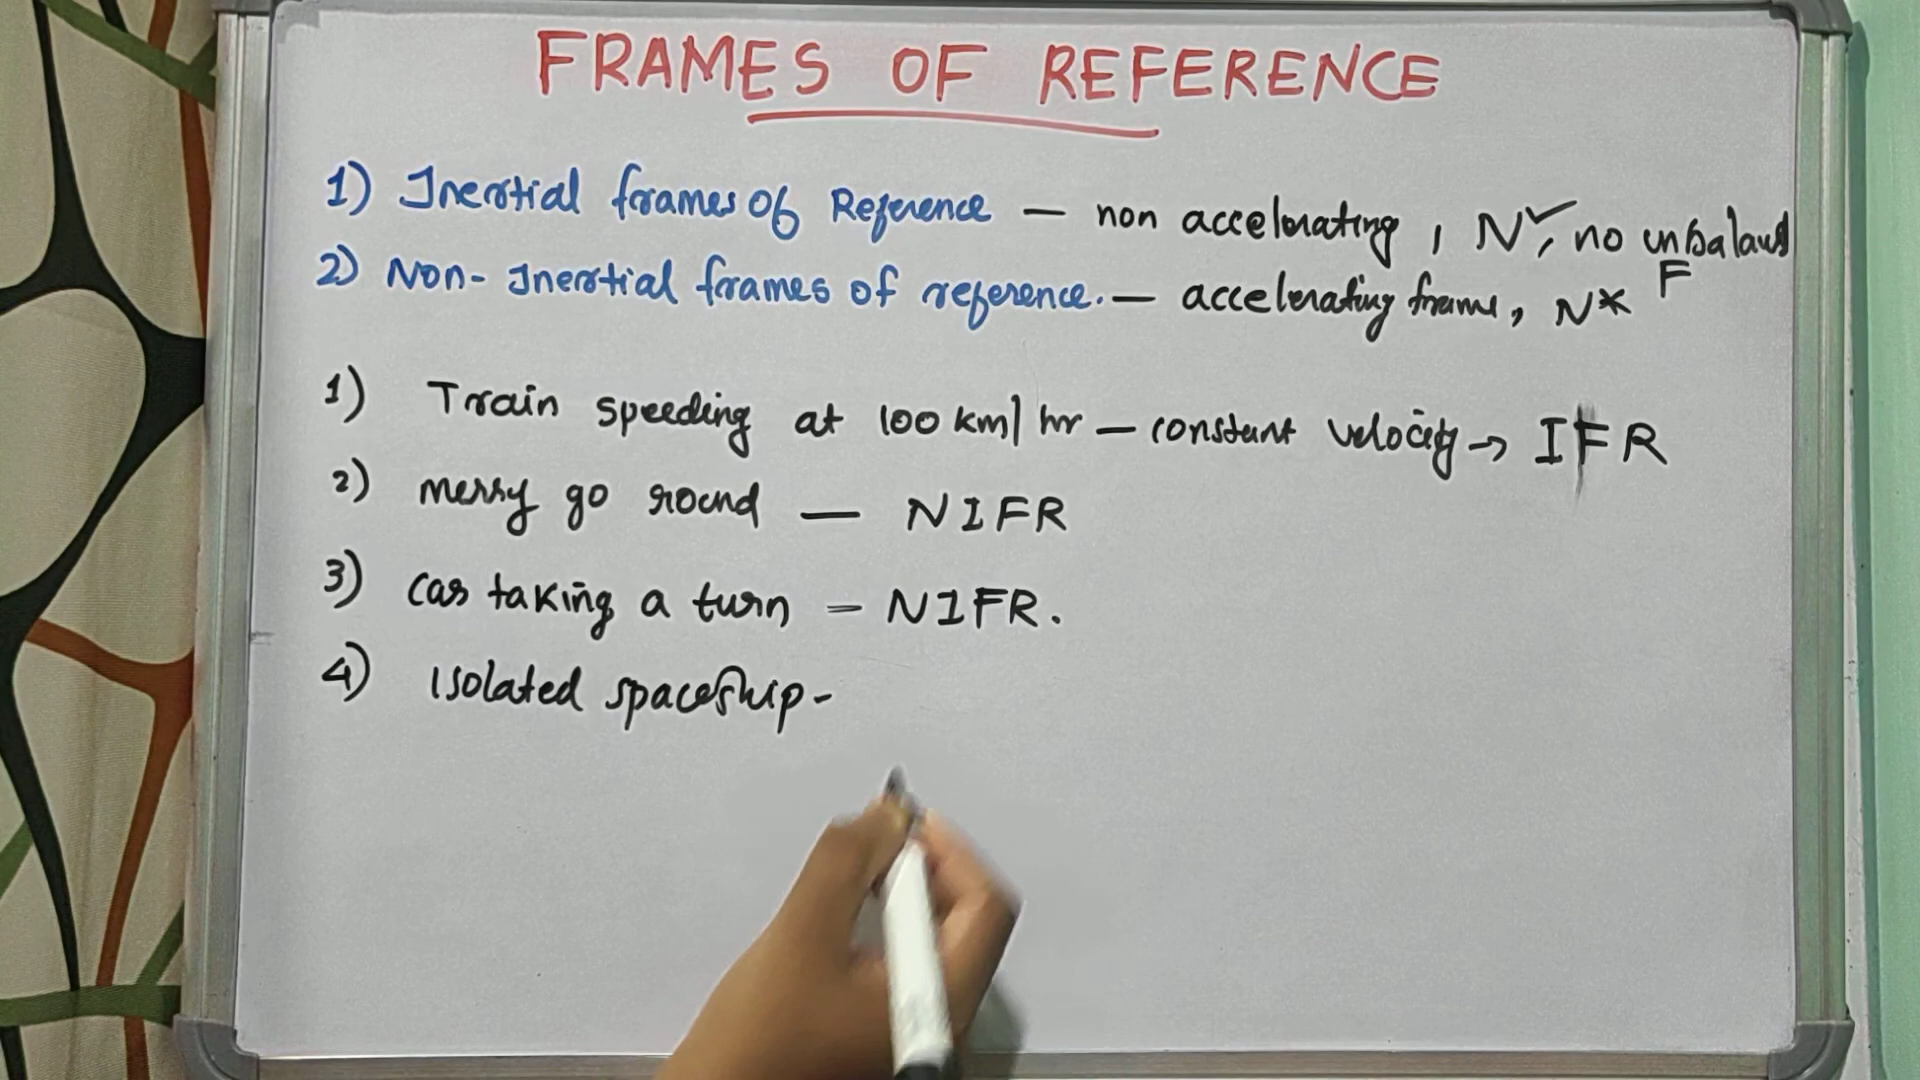 FRAMES OF REFERENCE
1) Inertial frames of Reference — non accelerating, N✓, no unbalanced F
2) Non-Inertial frames of reference. — accelerating frame, N×
1) Train speeding at 100 km/hr — constant velocity → IFR
2) merry go round — NIFR
3) car taking a turn — NIFR.
4) isolated spaceship -